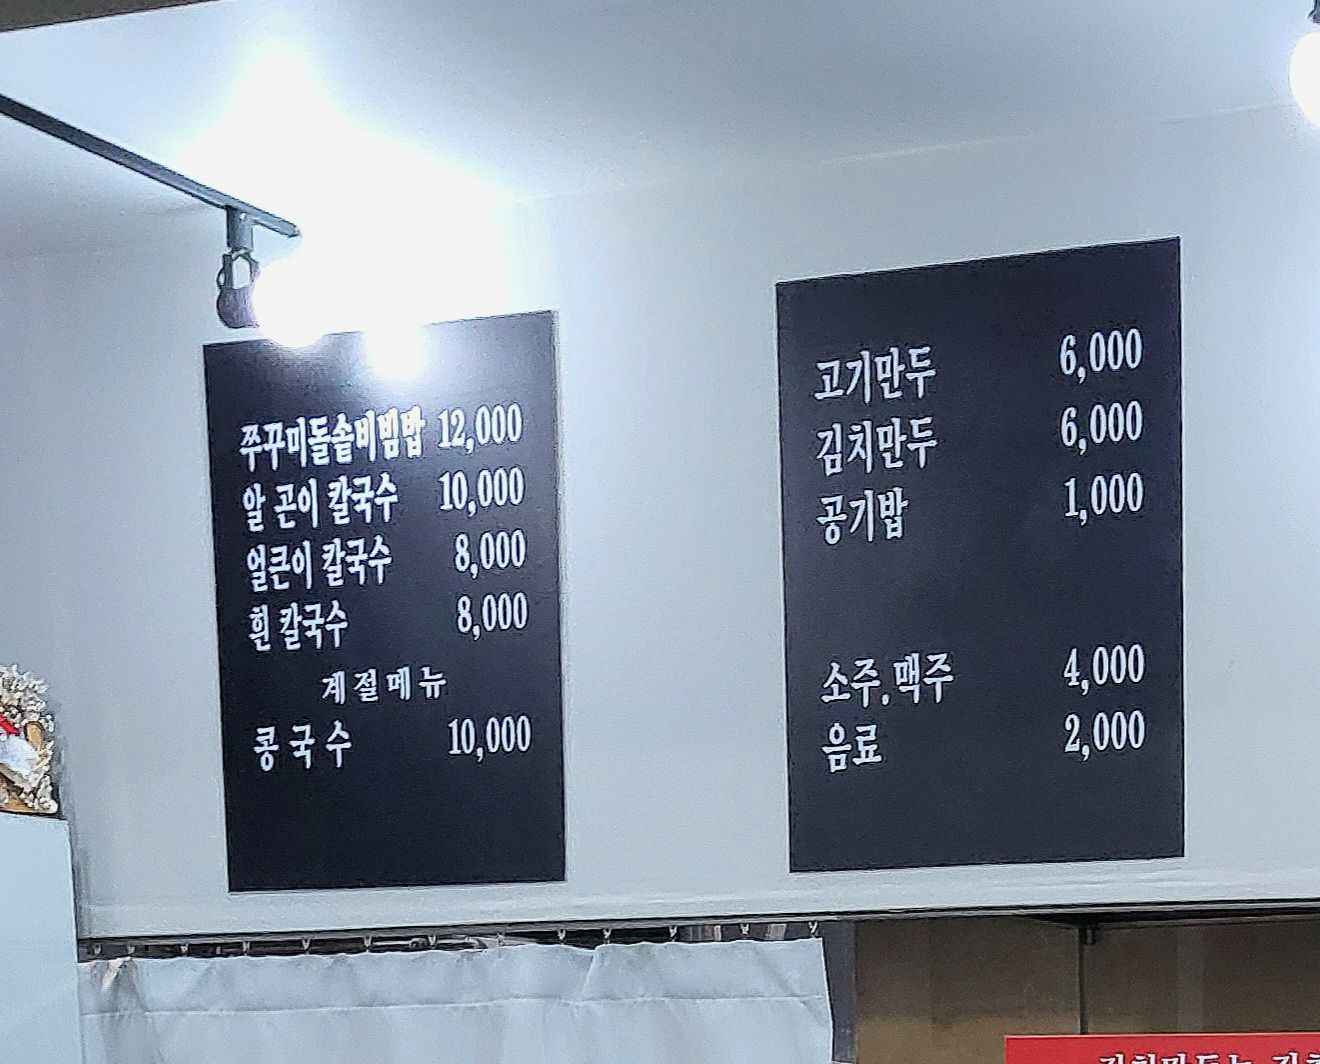 쭈꾸미돌솥비빔밥 12,000
알 곤이 칼국수 10,000
얼큰이 칼국수 8,000
흰 칼국수 8,000
계절메뉴
콩국수 10,000
고기만두 6,000
김치만두 6,000
공기밥 1,000
소주.맥주 4,000
음료 2,000